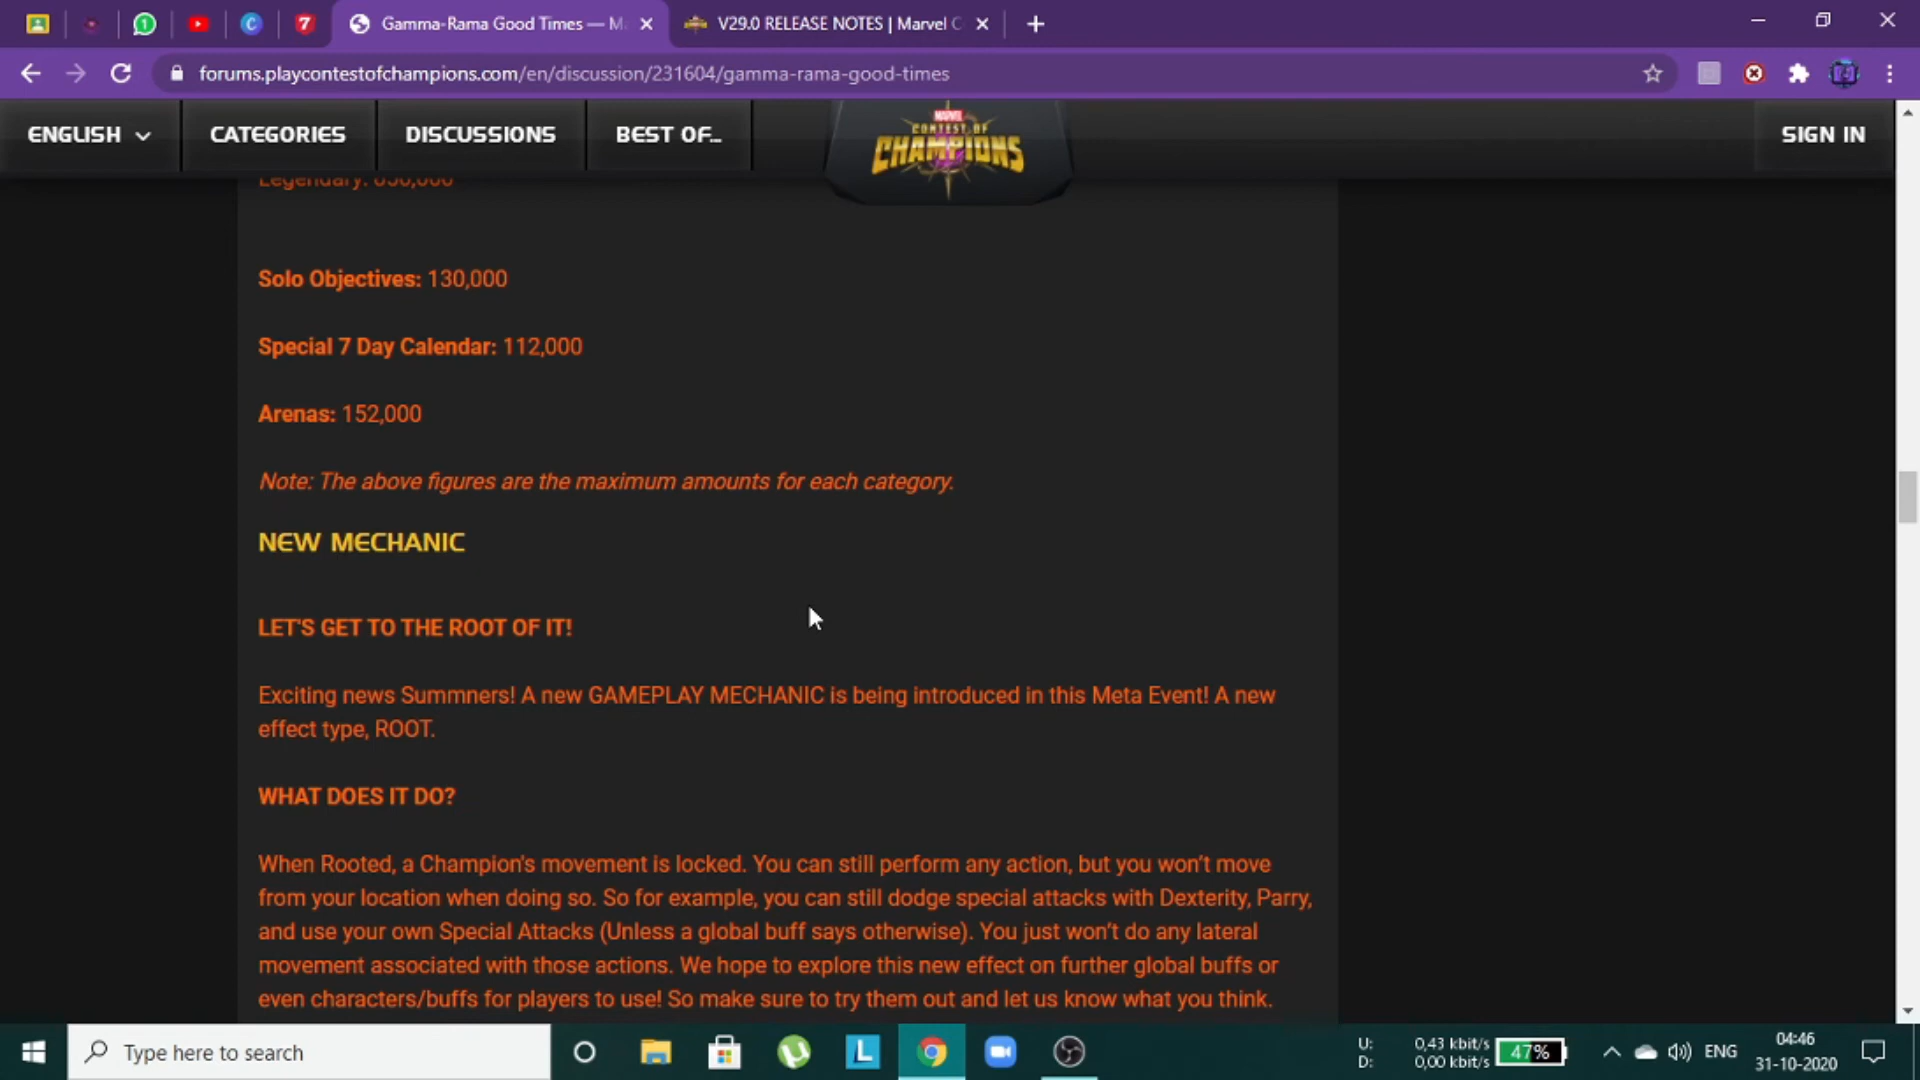 Gamma-Rama Good Times — M
V29.0 RELEASE NOTES | Marvel C
forums.playcontestofchampions.com/en/discussion/231604/gamma-rama-good-times
ENGLISH
CATEGORIES
DISCUSSIONS
BEST OF...
MARVEL
CONTEST OF
CHAMPIONS
SIGN IN
Solo Objectives: 130,000
Special 7 Day Calendar: 112,000
Arenas: 152,000
Note: The above figures are the maximum amounts for each category.
NEW MECHANIC
LET'S GET TO THE ROOT OF IT!
Exciting news Summners! A new GAMEPLAY MECHANIC is being introduced in this Meta Event! A new
effect type, ROOT.
WHAT DOES IT DO?
When Rooted, a Champion's movement is locked. You can still perform any action, but you won't move
from your location when doing so. So for example, you can still dodge special attacks with Dexterity, Parry,
and use your own Special Attacks (Unless a global buff says otherwise). You just won't do any lateral
movement associated with those actions. We hope to explore this new effect on further global buffs or
even characters/buffs for players to use! So make sure to try them out and let us know what you think.
Type here to search
U: 0,43 kbit/s
D: 0,00 kbit/s
47%
ENG
04:46
31-10-2020